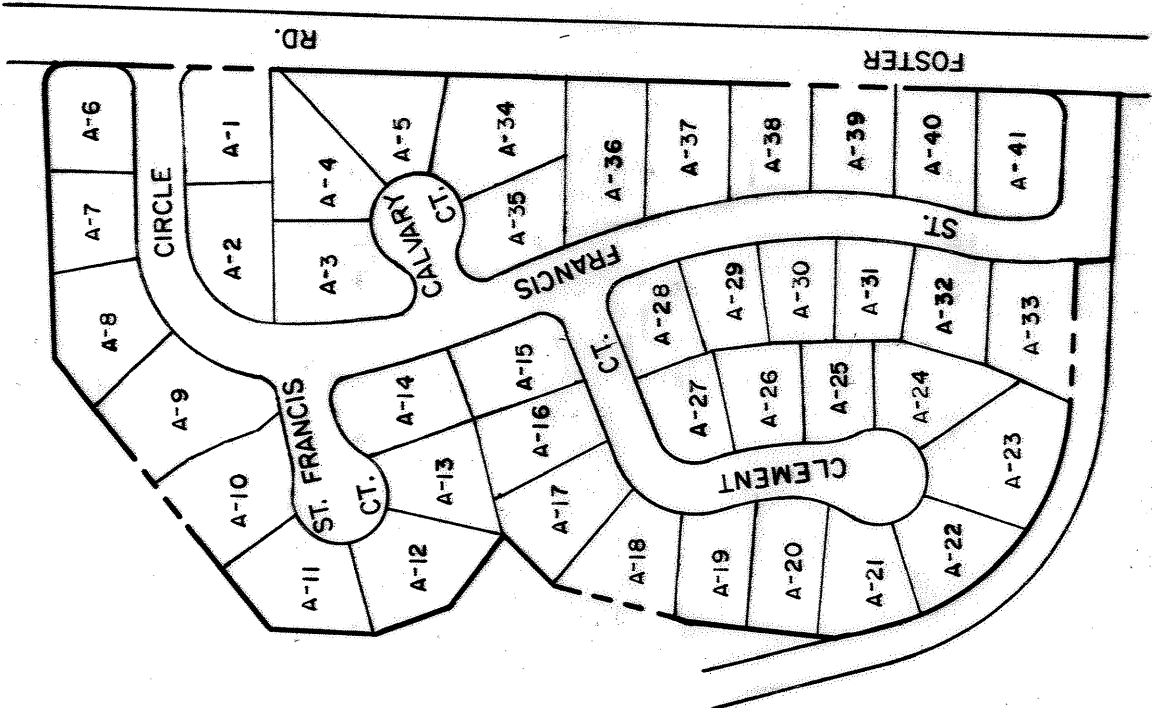 FOSTER RD.
A-6
A-7
A-8
A-9
A-10
A-11
A-12
A-13
A-14
A-15
A-16
A-17
A-18
A-19
A-20
A-21
A-22
A-23
A-24
A-25
A-26
A-27
A-28
A-29
A-30
A-31
A-32
A-33
A-1
A-2
A-3
A-4
A-5
A-34
A-35
A-36
A-37
A-38
A-39
A-40
A-41
CIRCLE
CALVARY
CT.
FRANCIS ST.
ST. FRANCIS
CT.
CLEMENT CT.